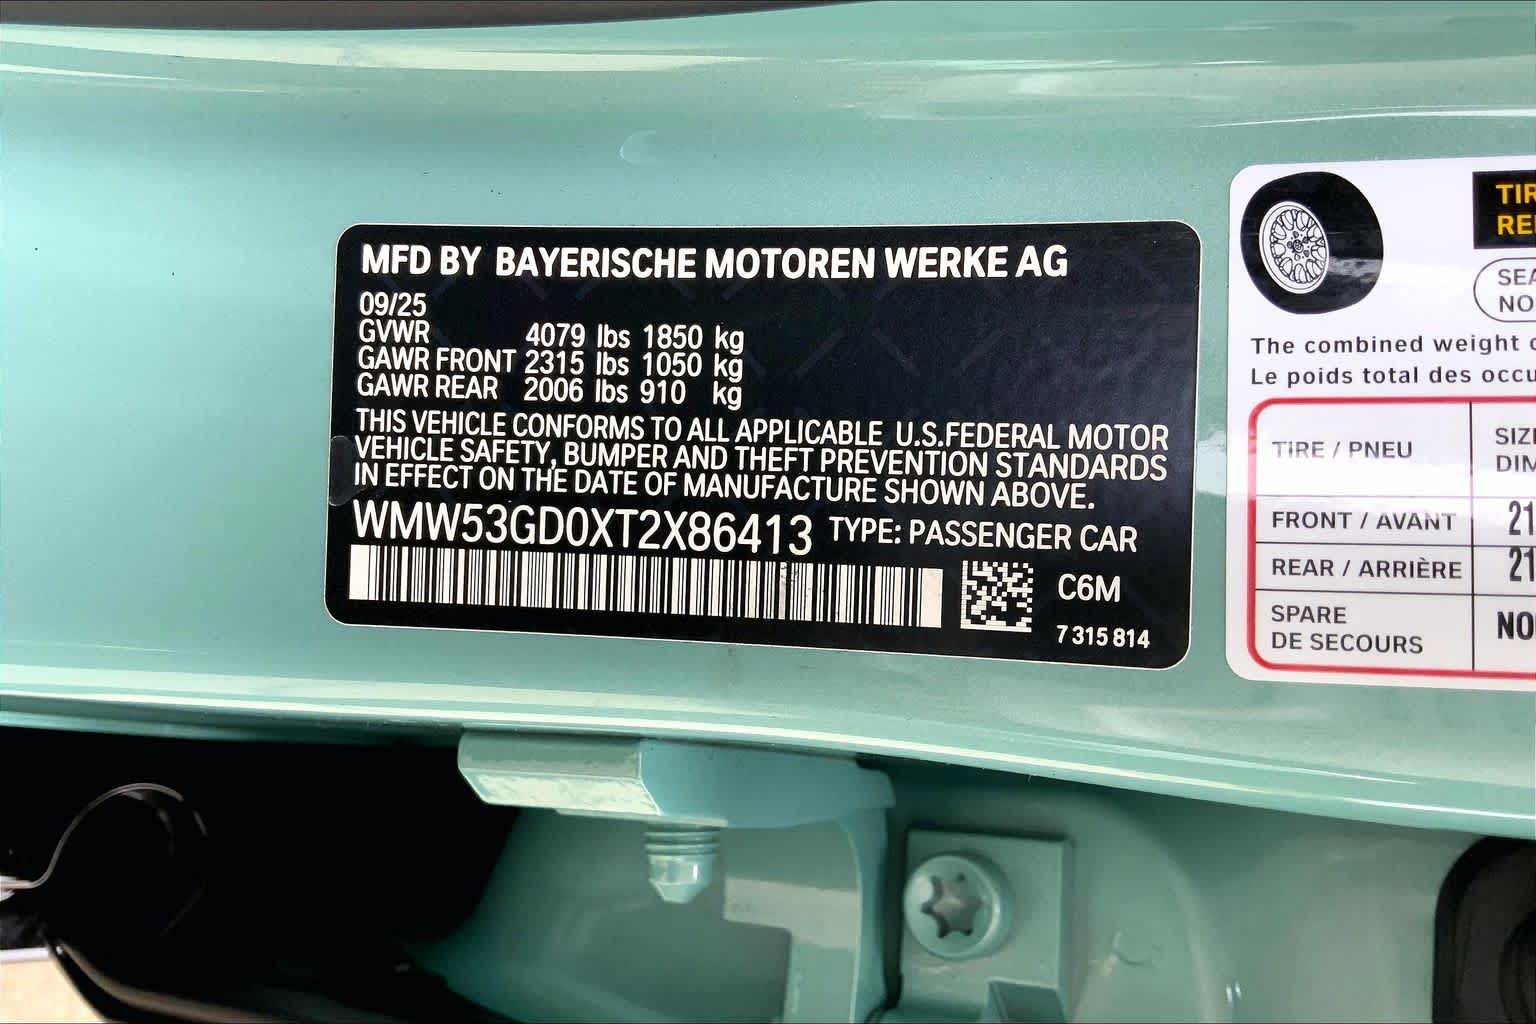 MFD BY BAYERISCHE MOTOREN WERKE AG
09/25
GVWR 4079 lbs 1850 kg
GAWR FRONT 2315 lbs 1050 kg
GAWR REAR 2006 lbs 910 kg
THIS VEHICLE CONFORMS TO ALL APPLICABLE U.S.FEDERAL MOTOR
VEHICLE SAFETY, BUMPER AND THEFT PREVENTION STANDARDS
IN EFFECT ON THE DATE OF MANUFACTURE SHOWN ABOVE.
WMW53GD0XT2X86413 TYPE: PASSENGER CAR
C6M
7 315 814
The combined weight
Le poids total des
TIRE / PNEU
FRONT / AVANT
REAR / ARRIÈRE
SPARE
DE SECOURS